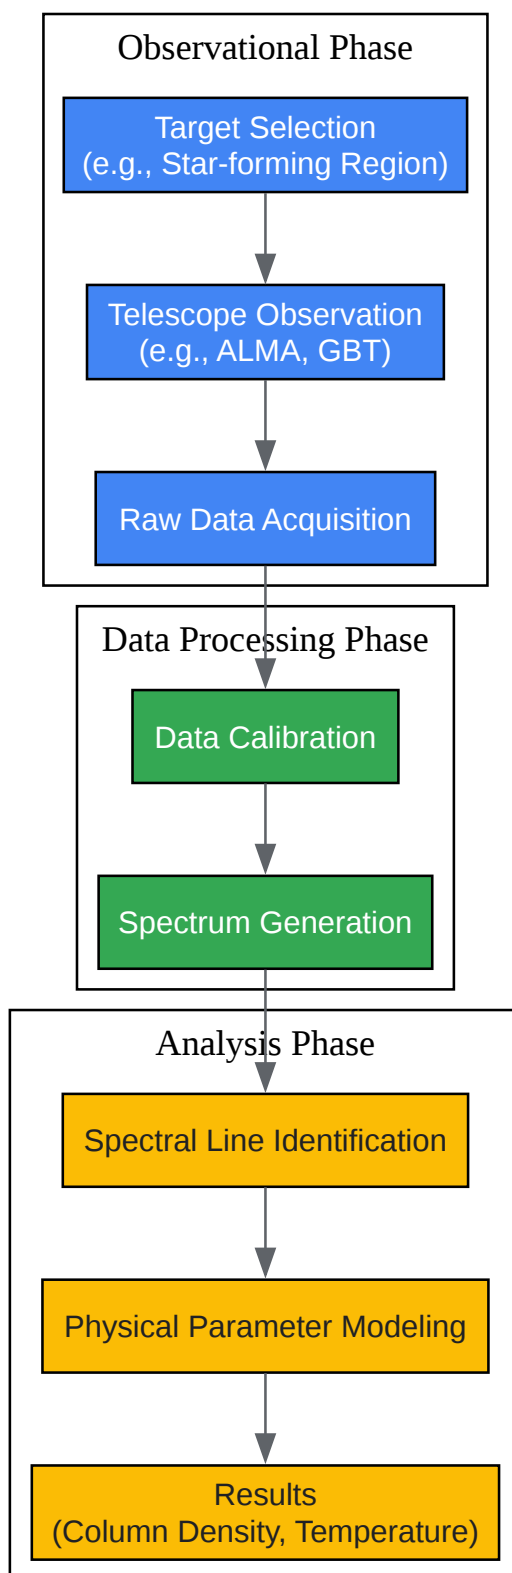 Observational Phase
Target Selection
(e.g., Star-forming Region)
Telescope Observation
(e.g., ALMA, GBT)
Raw Data Acquisition
Data Processing Phase
Data Calibration
Spectrum Generation
Analysis Phase
Spectral Line Identification
Physical Parameter Modeling
Results
(Column Density, Temperature)